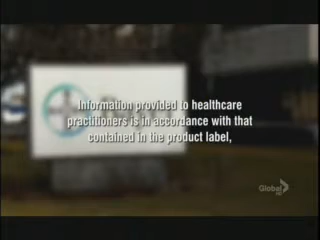 Information provided to healthcare
practitioners is in accordance with that
contained in the product label,
Global